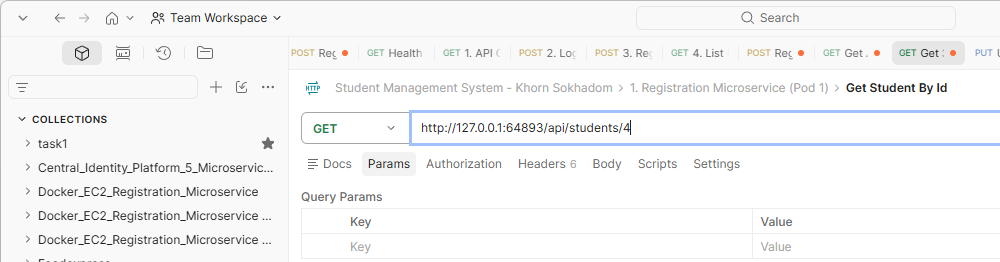 Team Workspace
Search
POST Reg
GET Health
GET 1. API
POST 2. Lo
POST 3. Re
GET 4. List
POST Reg
GET Get
GET Get
PUT
HTTP
Student Management System - Khorn Sokhadom > 1. Registration Microservice (Pod 1) > Get Student By Id
GET
http://127.0.0.1:64893/api/students/4
COLLECTIONS
task1
Central_Identity_Platform_5_Microservic...
Docker_EC2_Registration_Microservice
Docker_EC2_Registration_Microservice ...
Docker_EC2_Registration_Microservice ...
Docs Params Authorization Headers 6 Body Scripts Settings
Query Params
Key Value
Key Value